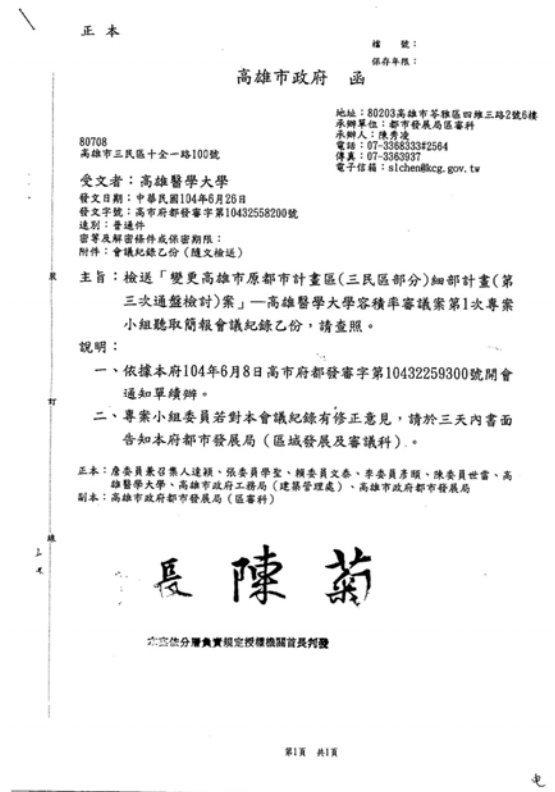 正本
檔　　號：
保存年限：
高雄市政府　函
地址：80203高雄市苓雅區四維三路2號6樓
承辦單位：都市發展局區審科
承辦人：陳秀凌
電話：07-3368333#2564
傳真：07-3363937
電子信箱：slchen@kcg.gov.tw
80708
高雄市三民區十全一路100號
受文者：高雄醫學大學
發文日期：中華民國104年6月26日
發文字號：高市府都發審字第10432558200號
速別：普通件
密等及解密條件或保密期限：
附件：會議紀錄乙份（隨文檢送）
主旨：檢送「變更高雄市原都市計畫區(三民區部分)細部計畫(第
三次通盤檢討)案」—高雄醫學大學容積率審議案第1次專案
小組聽取簡報會議紀錄乙份，請查照。
說明：
一、依據本府104年6月8日高市府都發審字第10432259300號開會
通知單續辦。
二、專案小組委員若對本會議紀錄有修正意見，請於三天內書面
告知本府都市發展局（區域發展及審議科）。
正本：詹委員兼召集人達穎、張委員學聖、賴委員文泰、李委員彥頤、陳委員世雷、高
雄醫學大學、高雄市政府工務局（建築管理處）、高雄市政府都市發展局
副本：高雄市政府都市發展局（區審科）
裝
訂
線
長 陳 菊
本案依分層負責規定授權機關首長判發
第1頁　共1頁